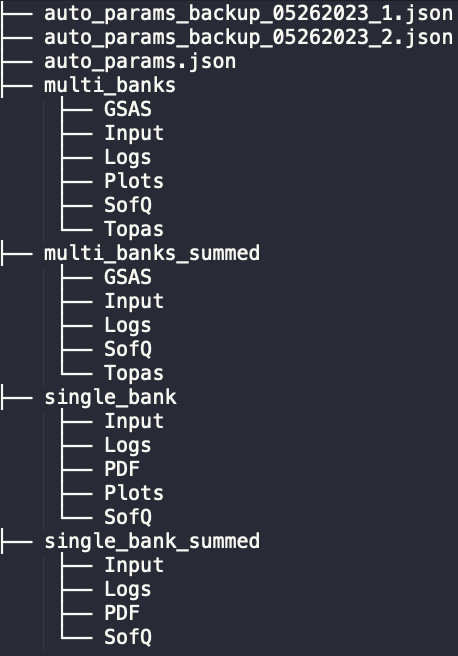 ├── auto_params_backup_05262023_1.json
├── auto_params_backup_05262023_2.json
├── auto_params.json
├── multi_banks
    ├── GSAS
    ├── Input
    ├── Logs
    ├── Plots
    ├── SofQ
    └── Topas
├── multi_banks_summed
    ├── GSAS
    ├── Input
    ├── Logs
    ├── SofQ
    └── Topas
├── single_bank
    ├── Input
    ├── Logs
    ├── PDF
    ├── Plots
    └── SofQ
├── single_bank_summed
    ├── Input
    ├── Logs
    ├── PDF
    └── SofQ